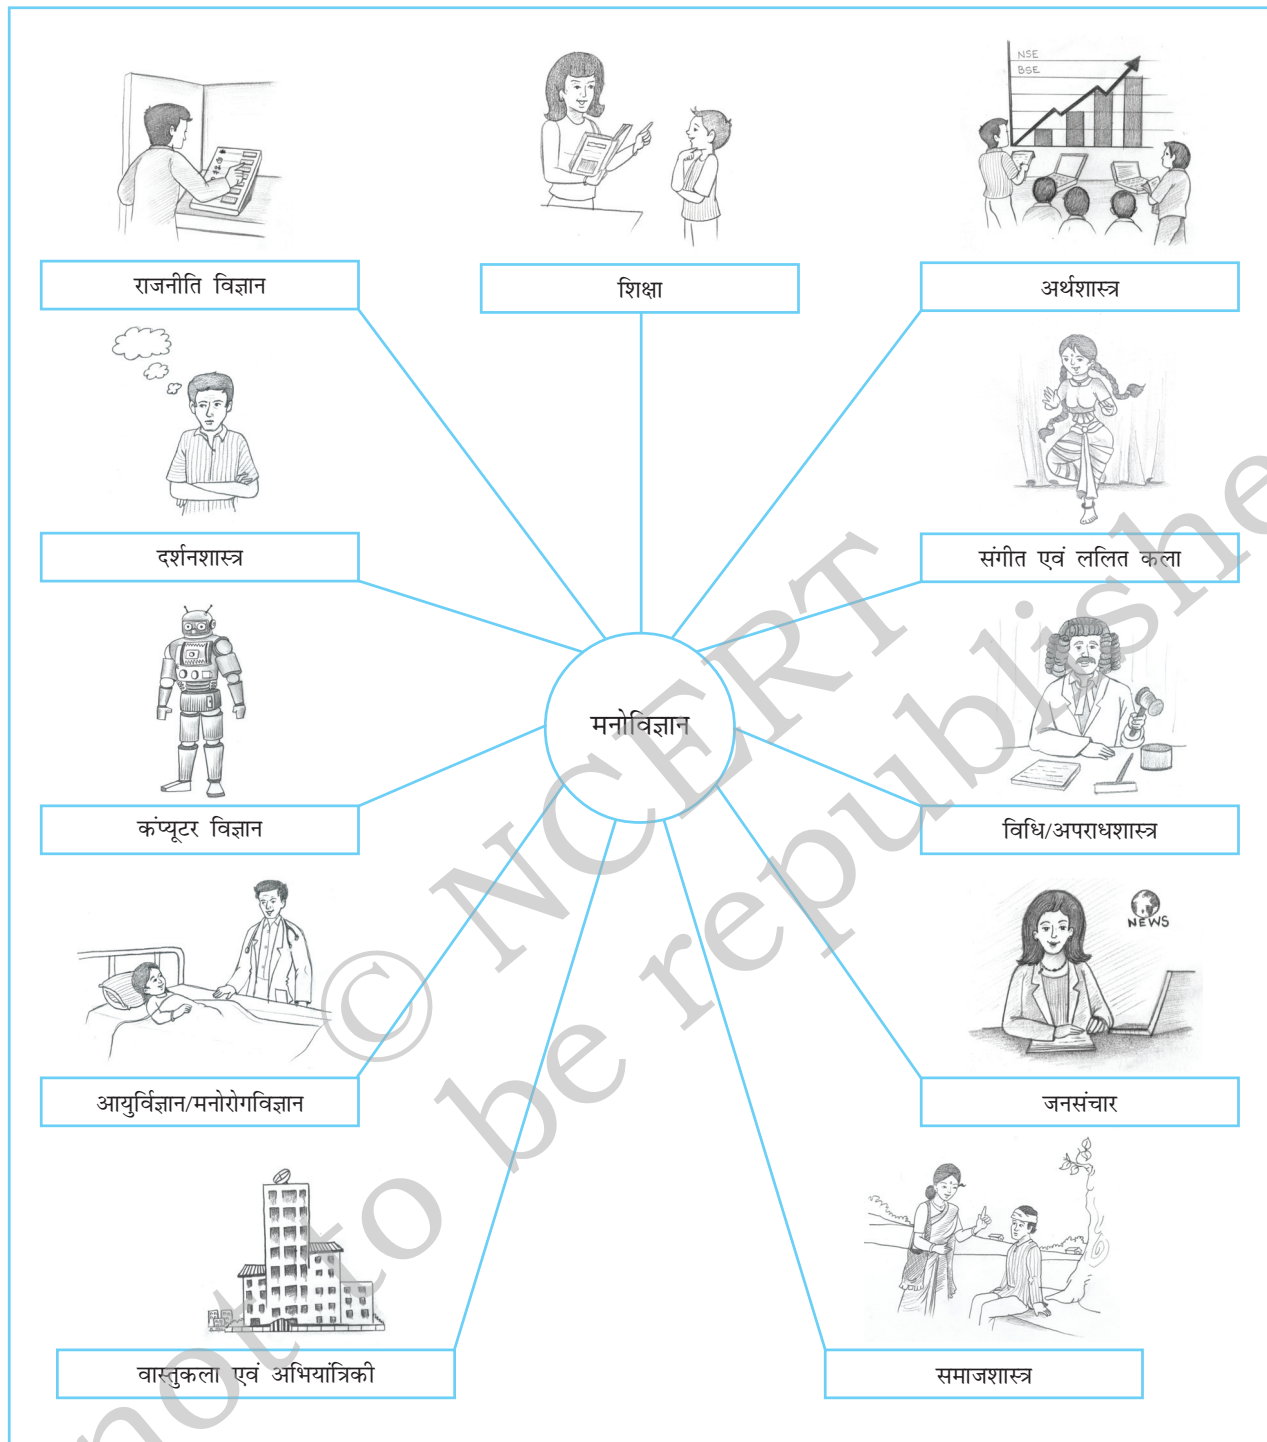 NSE
BSE
राजनीति विज्ञान
शिक्षा
अर्थशास्त्र
दर्शनशास्त्र
संगीत एवं ललित कला
मनोविज्ञान
कंप्यूटर विज्ञान
विधि/अपराधशास्त्र
NEWS
आयुर्विज्ञान/मनोरोगविज्ञान
जनसंचार
वास्तुकला एवं अभियांत्रिकी
समाजशास्त्र
© NCERT
not to be republishe